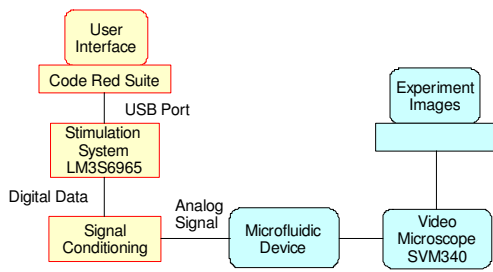 User
Interface
Code Red Suite
USB Port
Stimulation
System
LM3S6965
Digital Data
Signal
Conditioning
Analog
Signal
Microfluidic
Device
Experiment
Images
Video
Microscope
SVM340